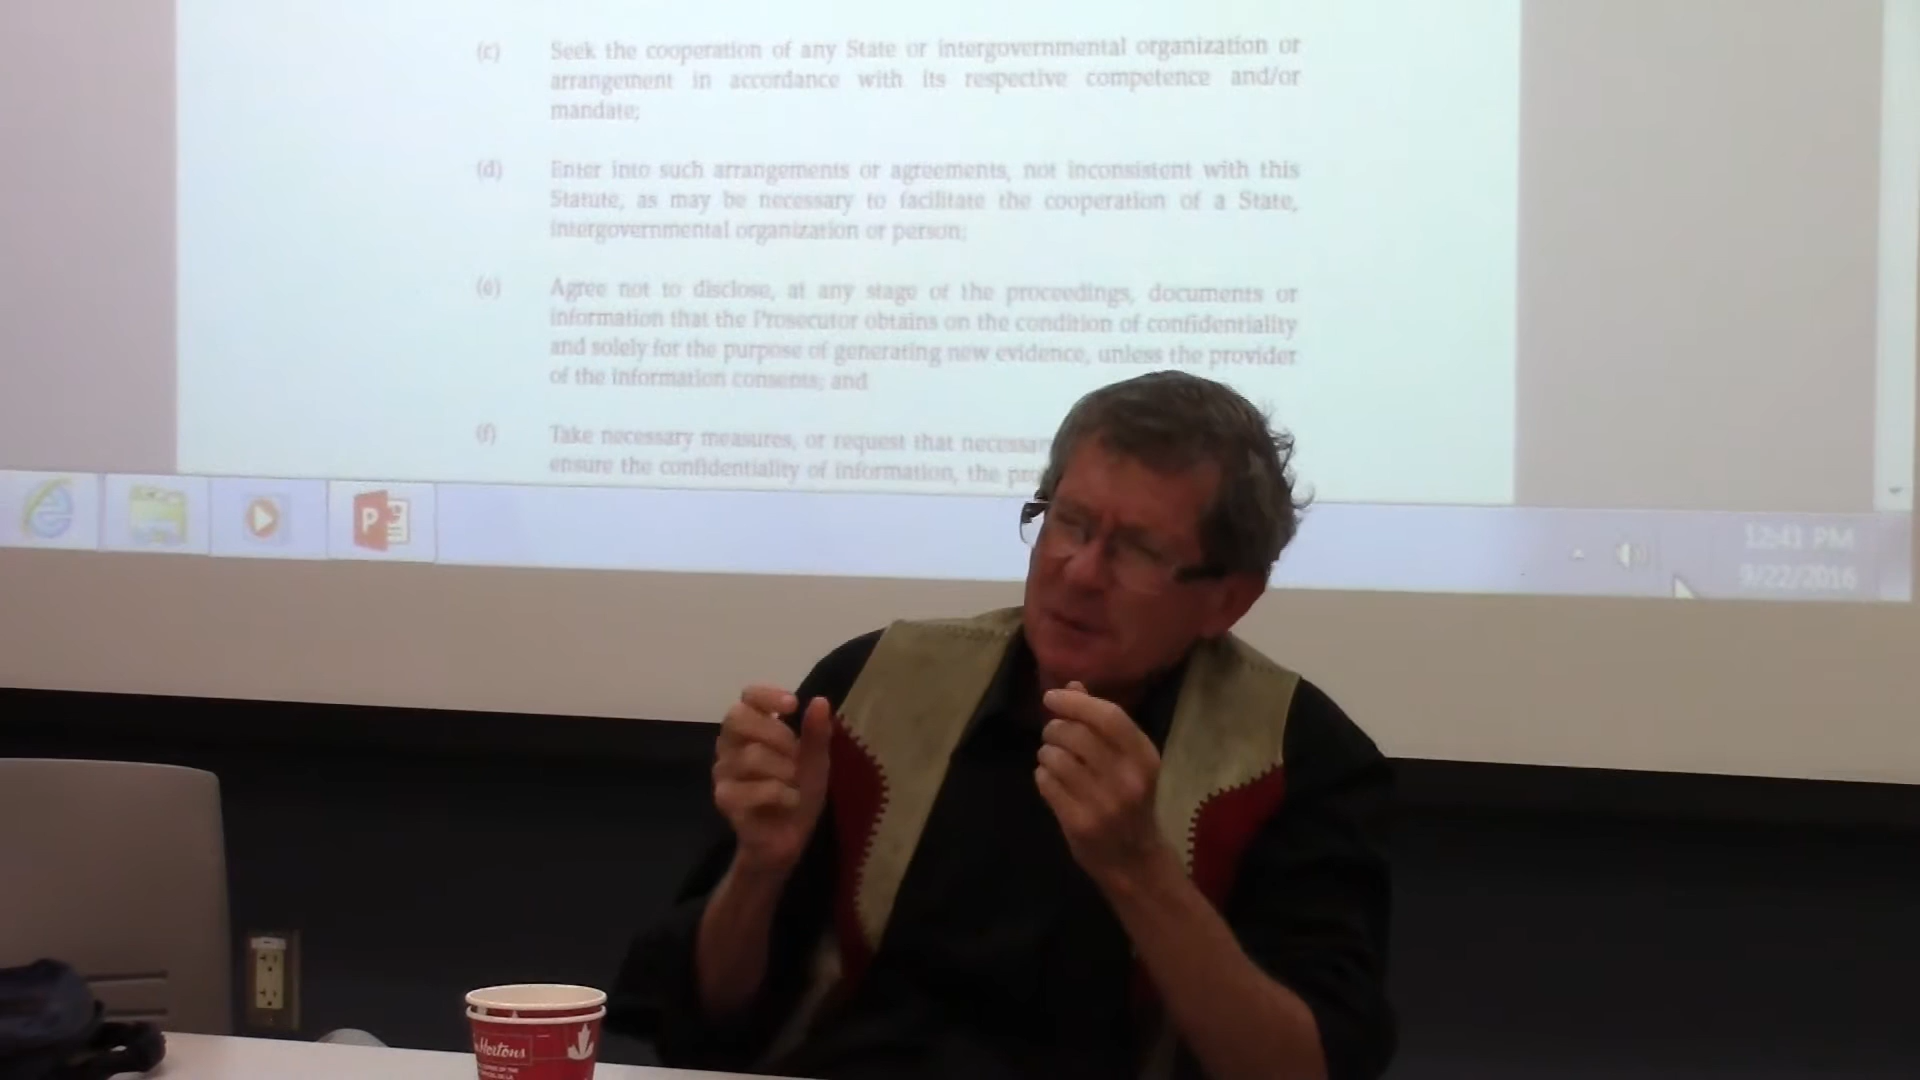 (c) Seek the cooperation of any State or intergovernmental organization or
arrangement in accordance with its respective competence and/or
mandate;
(d) Enter into such arrangements or agreements, not inconsistent with this
Statute, as may be necessary to facilitate the cooperation of a State,
intergovernmental organization or person;
(e) Agree not to disclose, at any stage of the proceedings, documents or
information that the Prosecutor obtains on the condition of confidentiality
and solely for the purpose of generating new evidence, unless the provider
of the information consents; and
(f) Take necessary measures, or request that
ensure the confidentiality of information, the
P
12:41 PM
9/22/2016
Hortons